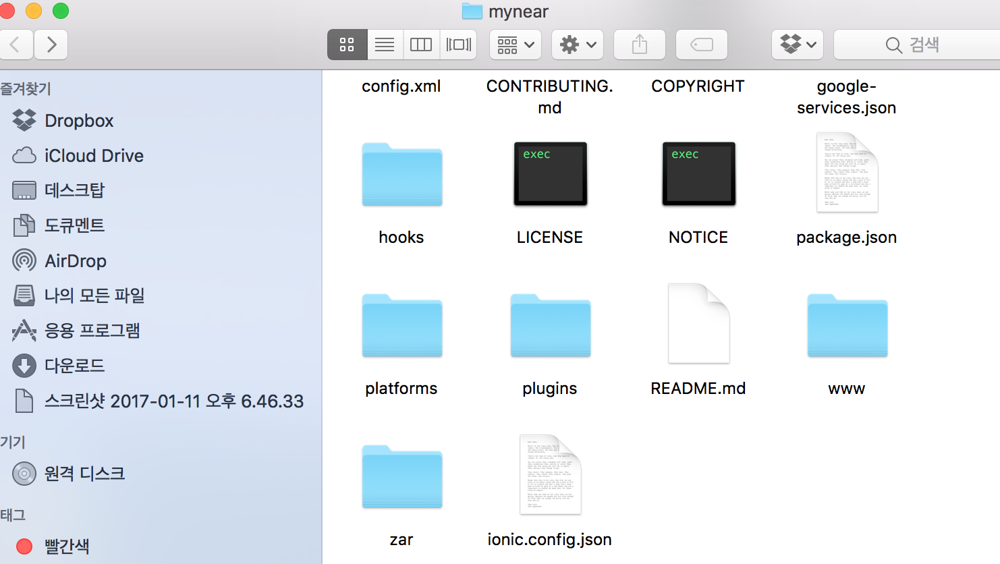 mynear
검색
즐겨찾기
Dropbox
iCloud Drive
데스크탑
도큐멘트
AirDrop
나의 모든 파일
응용 프로그램
다운로드
스크린샷 2017-01-11 오후 6.46.33
기기
원격 디스크
태그
빨간색
config.xml
CONTRIBUTING.
md
COPYRIGHT
google-
services.json
exec
exec
hooks
LICENSE
NOTICE
package.json
platforms
plugins
README.md
www
zar
ionic.config.json